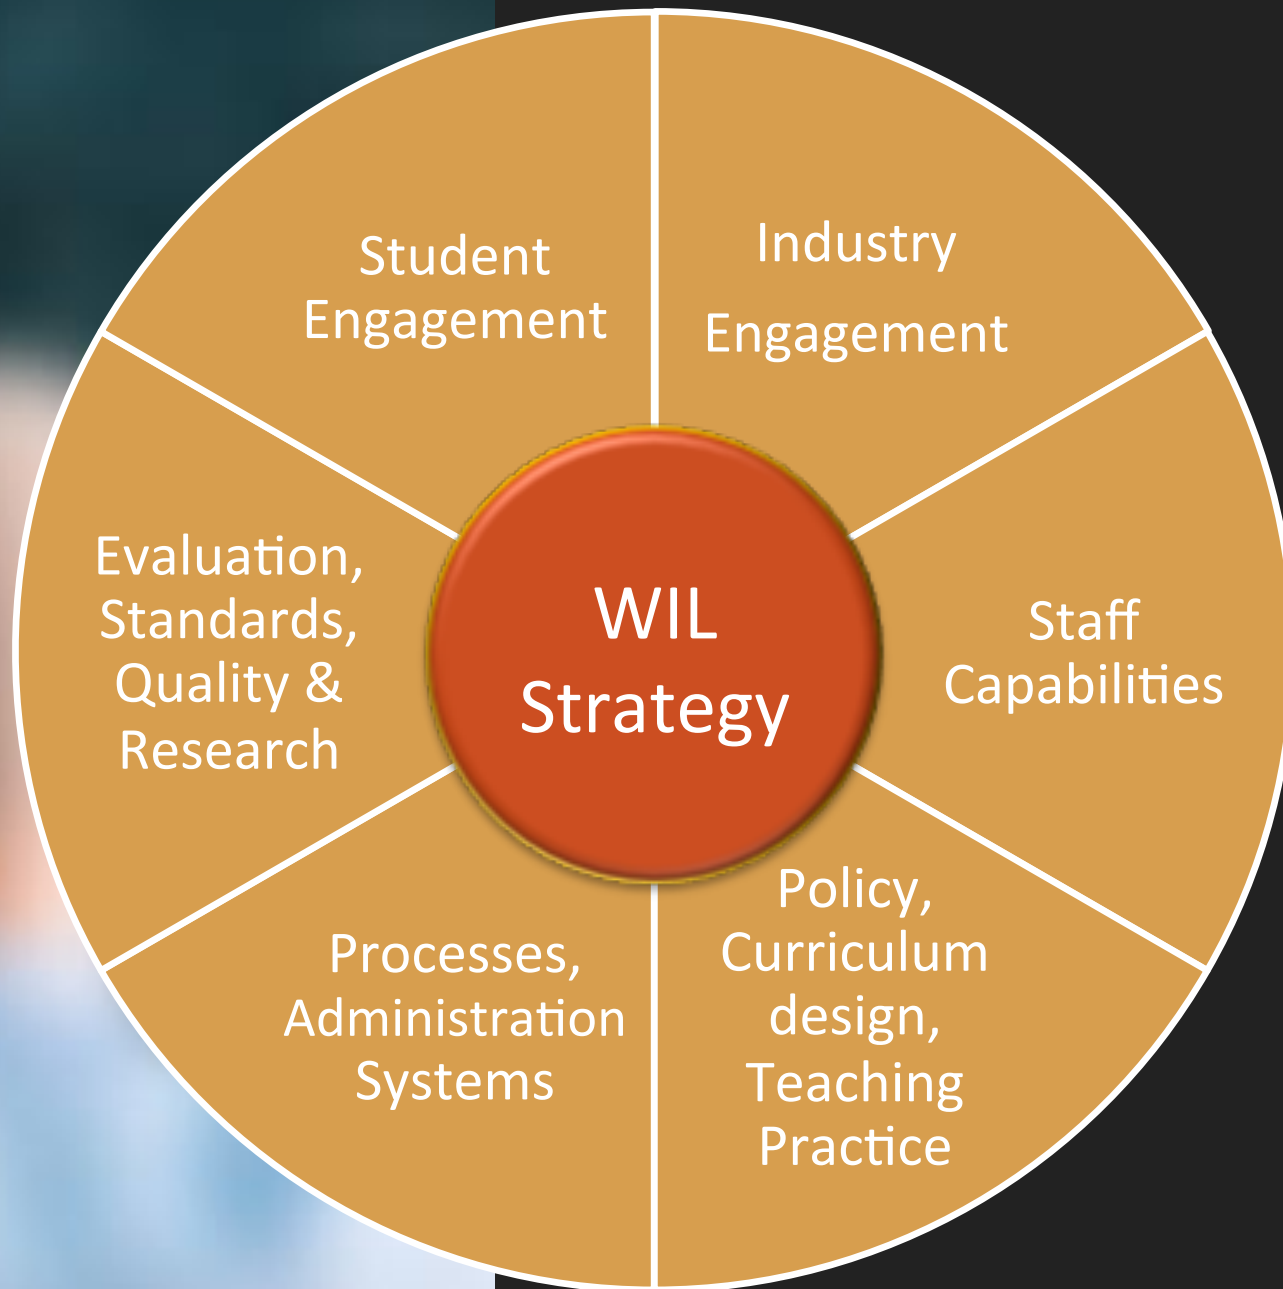 Student
Engagement
Industry
Engagement
Evaluation,
Standards,
Quality &
Research
WIL
Strategy
Staff
Capabilities
Processes,
Administration
Systems
Policy,
Curriculum
design,
Teaching
Practice